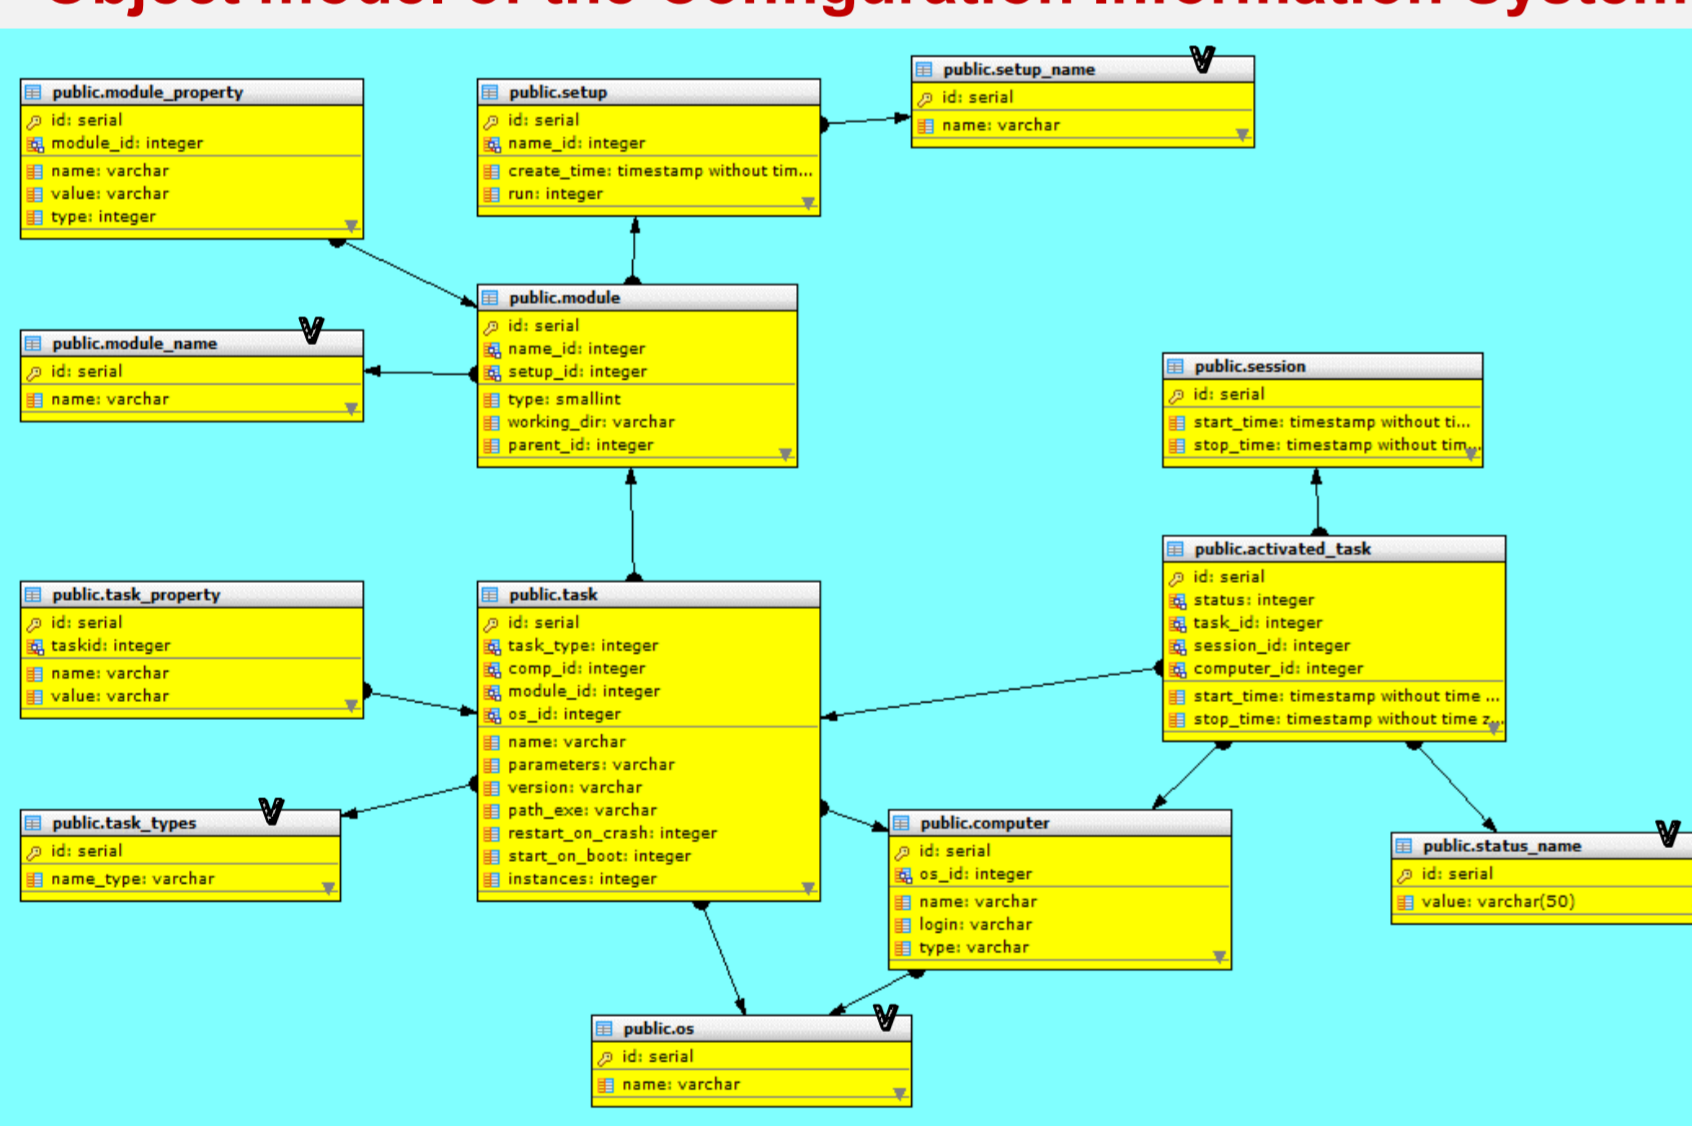 Object model of the Configuration Information System
public.module_property
id: serial
module_id: integer
name: varchar
value: varchar
type: integer
public.setup
id: serial
name_id: integer
create_time: timestamp without tim...
run: integer
V
public.setup_name
id: serial
name: varchar
public.module
id: serial
name_id: integer
setup_id: integer
type: smallint
working_dir: varchar
parent_id: integer
V
public.module_name
id: serial
name: varchar
public.session
id: serial
start_time: timestamp without ti...
stop_time: timestamp without tim...
public.activated_task
id: serial
status: integer
task_id: integer
session_id: integer
computer_id: integer
start_time: timestamp without time ...
stop_time: timestamp without time z...
public.task_property
id: serial
taskid: integer
name: varchar
value: varchar
public.task
id: serial
task_type: integer
comp_id: integer
module_id: integer
os_id: integer
name: varchar
parameters: varchar
version: varchar
path_exe: varchar
restart_on_crash: integer
start_on_boot: integer
instances: integer
V
public.task_types
id: serial
name_type: varchar
public.computer
id: serial
os_id: integer
name: varchar
login: varchar
type: varchar
V
public.status_name
id: serial
value: varchar(50)
V
public.os
id: serial
name: varchar